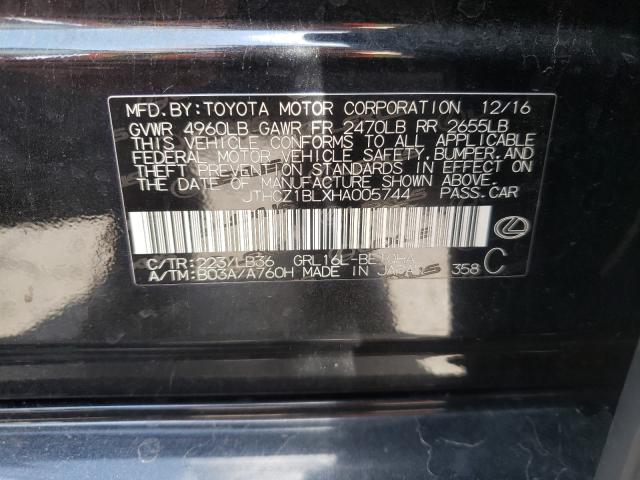 MFD.BY:TOYOTA MOTOR CORPORATION 12/16
GVWR 4960LB GAWR FR 2470LB RR 2655LB
THIS VEHICLE CONFORMS TO ALL APPLICABLE
FEDERAL MOTOR VEHICLE SAFETY,BUMPER,AND
THEFT PREVENTION STANDARDS IN EFFECT ON
THE DATE OF MANUFACTURE SHOWN ABOVE.
JTHCZ1BLXHA005744 PASS.CAR
C/TR:223/LB36 GRL16L-BEZQHA
A/TM:B03A/A760H MADE IN JAPAN 358 C